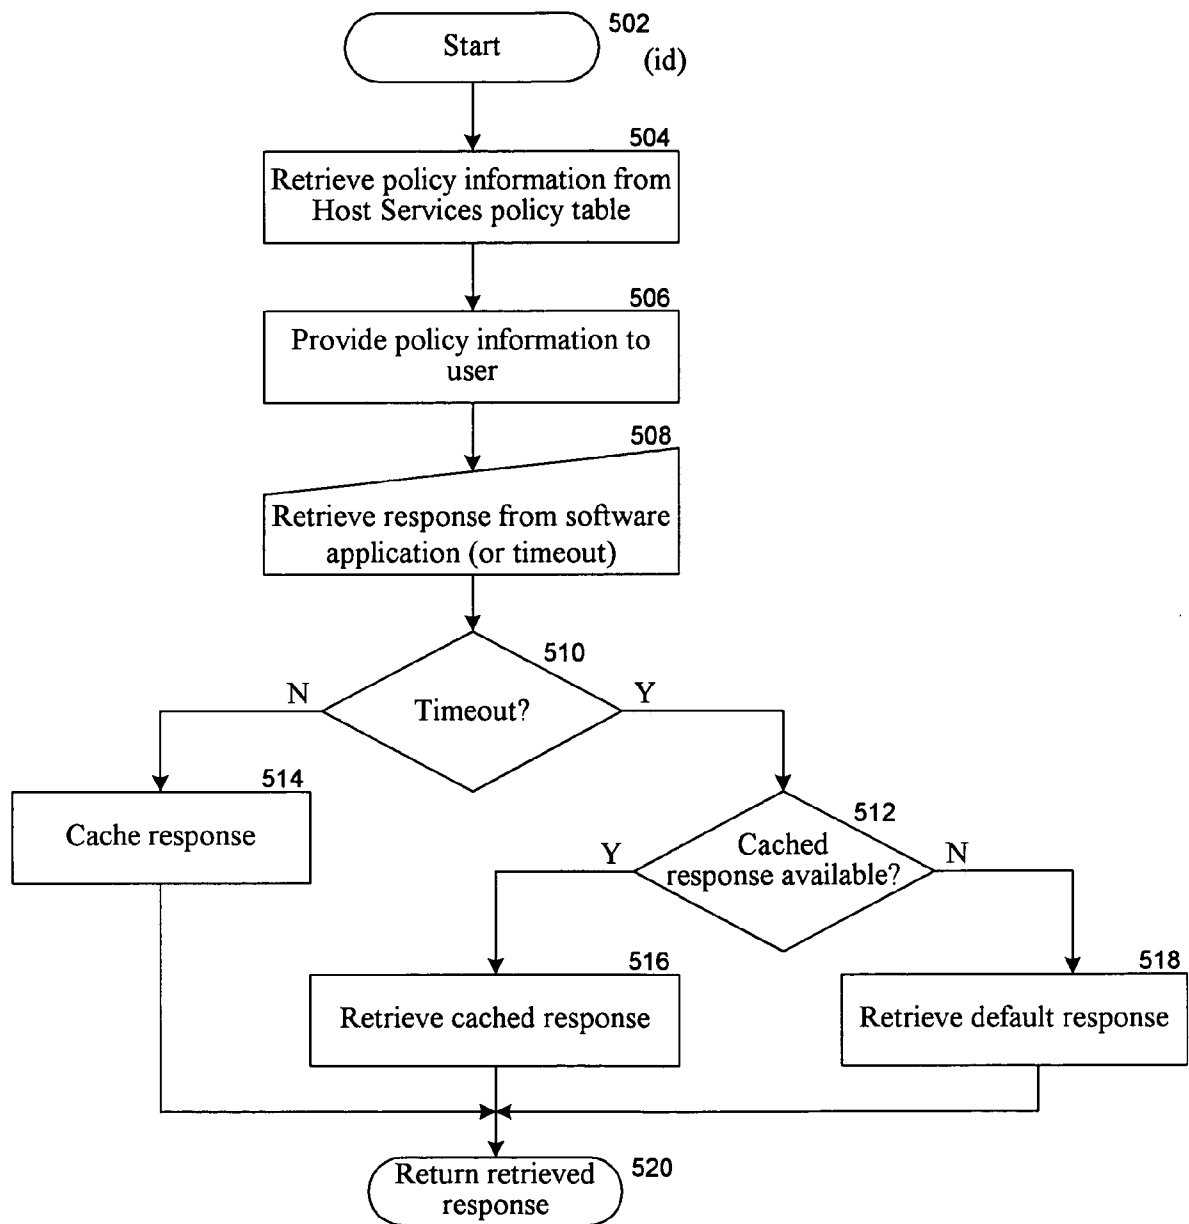 502
Start
(id)
504
Retrieve policy information from
Host Services policy table
506
Provide policy information to
user
508
Retrieve response from software
application (or timeout)
510
N
Y
Timeout?
514
Cache response
512
Y
N
Cached
response available?
516
Retrieve cached response
518
Retrieve default response
Return retrieved
response
520